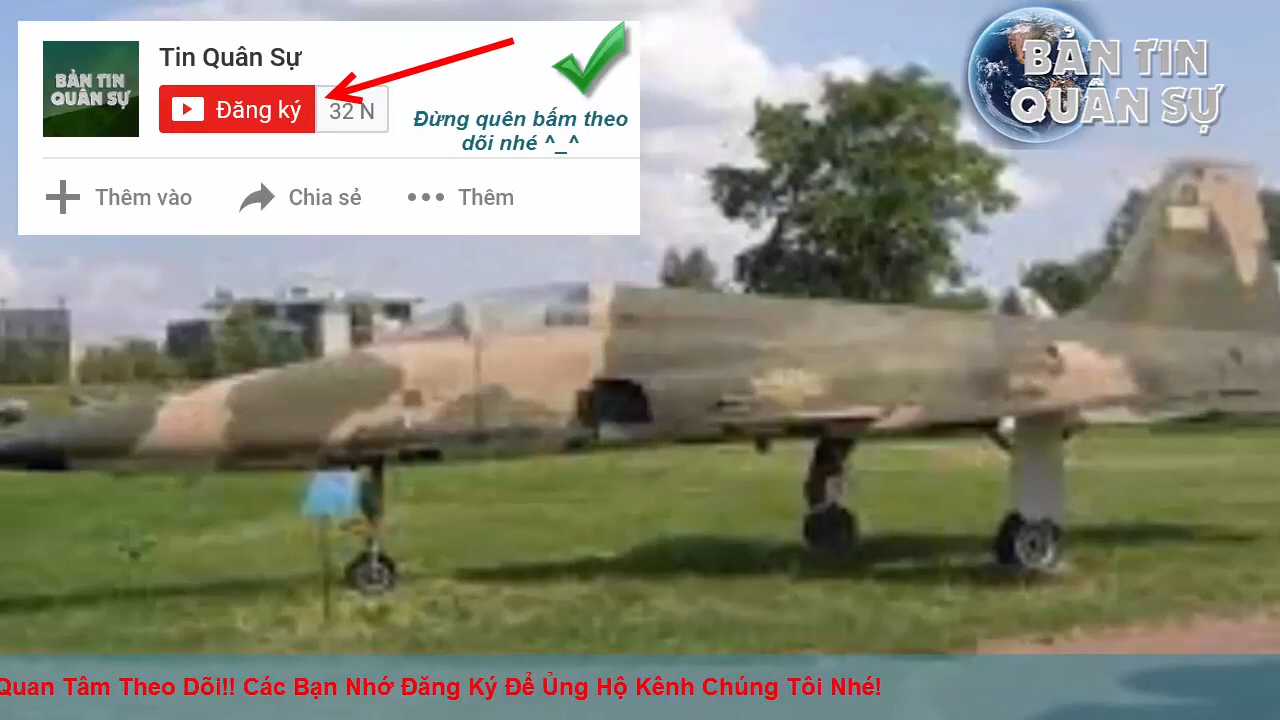 Tin Quân Sự
BẢN TIN
QUÂN SỰ
Đăng ký
32 N
Đừng quên bấm theo
dõi nhé ^_^
Thêm vào
Chia sẻ
Thêm
BẢN TIN
QUÂN SỰ
Quan Tâm Theo Dõi!! Các Bạn Nhớ Đăng Ký Để Ủng Hộ Kênh Chúng Tôi Nhé!